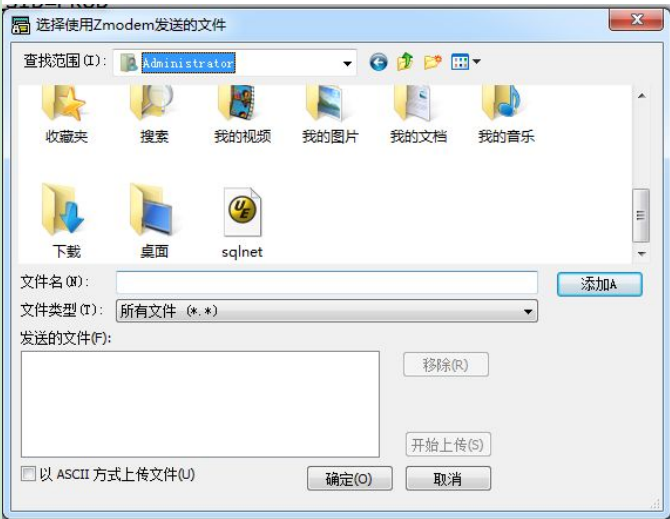 SID=PROD
选择使用Zmodem发送的文件
查找范围(I): Administrator
收藏夹 搜索 我的视频 我的图片 我的文档 我的音乐
下载 桌面 sqlnet
文件名(N): 添加A
文件类型(T): 所有文件 (*.*)
发送的文件(F):
移除(R)
开始上传(S)
以 ASCII 方式上传文件(U) 确定(O) 取消